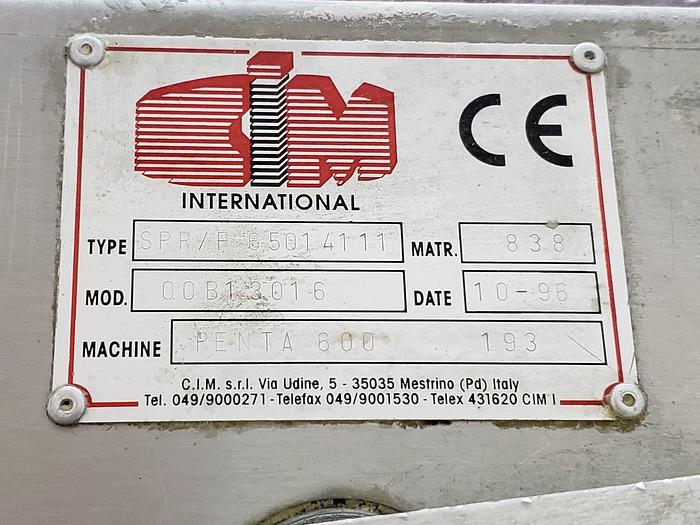 CIM
CE
INTERNATIONAL
TYPE SPR/F 65014111 MATR. 838
MOD. 00B13016 DATE 10-96
MACHINE PENTA 600 193
C.I.M. s.r.l. Via Udine, 5 - 35035 Mestrino (Pd) Italy
Tel. 049/9000271 - Telefax 049/9001530 - Telex 431620 CIM I